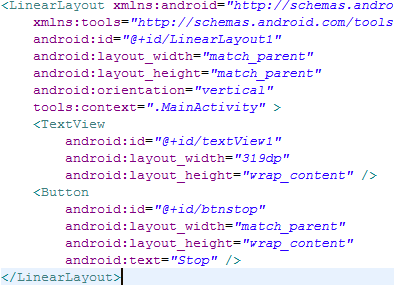 <LinearLayout xmlns:android="http://schemas.andro
    xmlns:tools="http://schemas.android.com/tools
    android:id="@+id/LinearLayout1"
    android:layout_width="match_parent"
    android:layout_height="match_parent"
    android:orientation="vertical"
    tools:context=".MainActivity" >
    <TextView
        android:id="@+id/textView1"
        android:layout_width="319dp"
        android:layout_height="wrap_content" />
    <Button
        android:id="@+id/btnstop"
        android:layout_width="match_parent"
        android:layout_height="wrap_content"
        android:text="Stop" />
</LinearLayout>